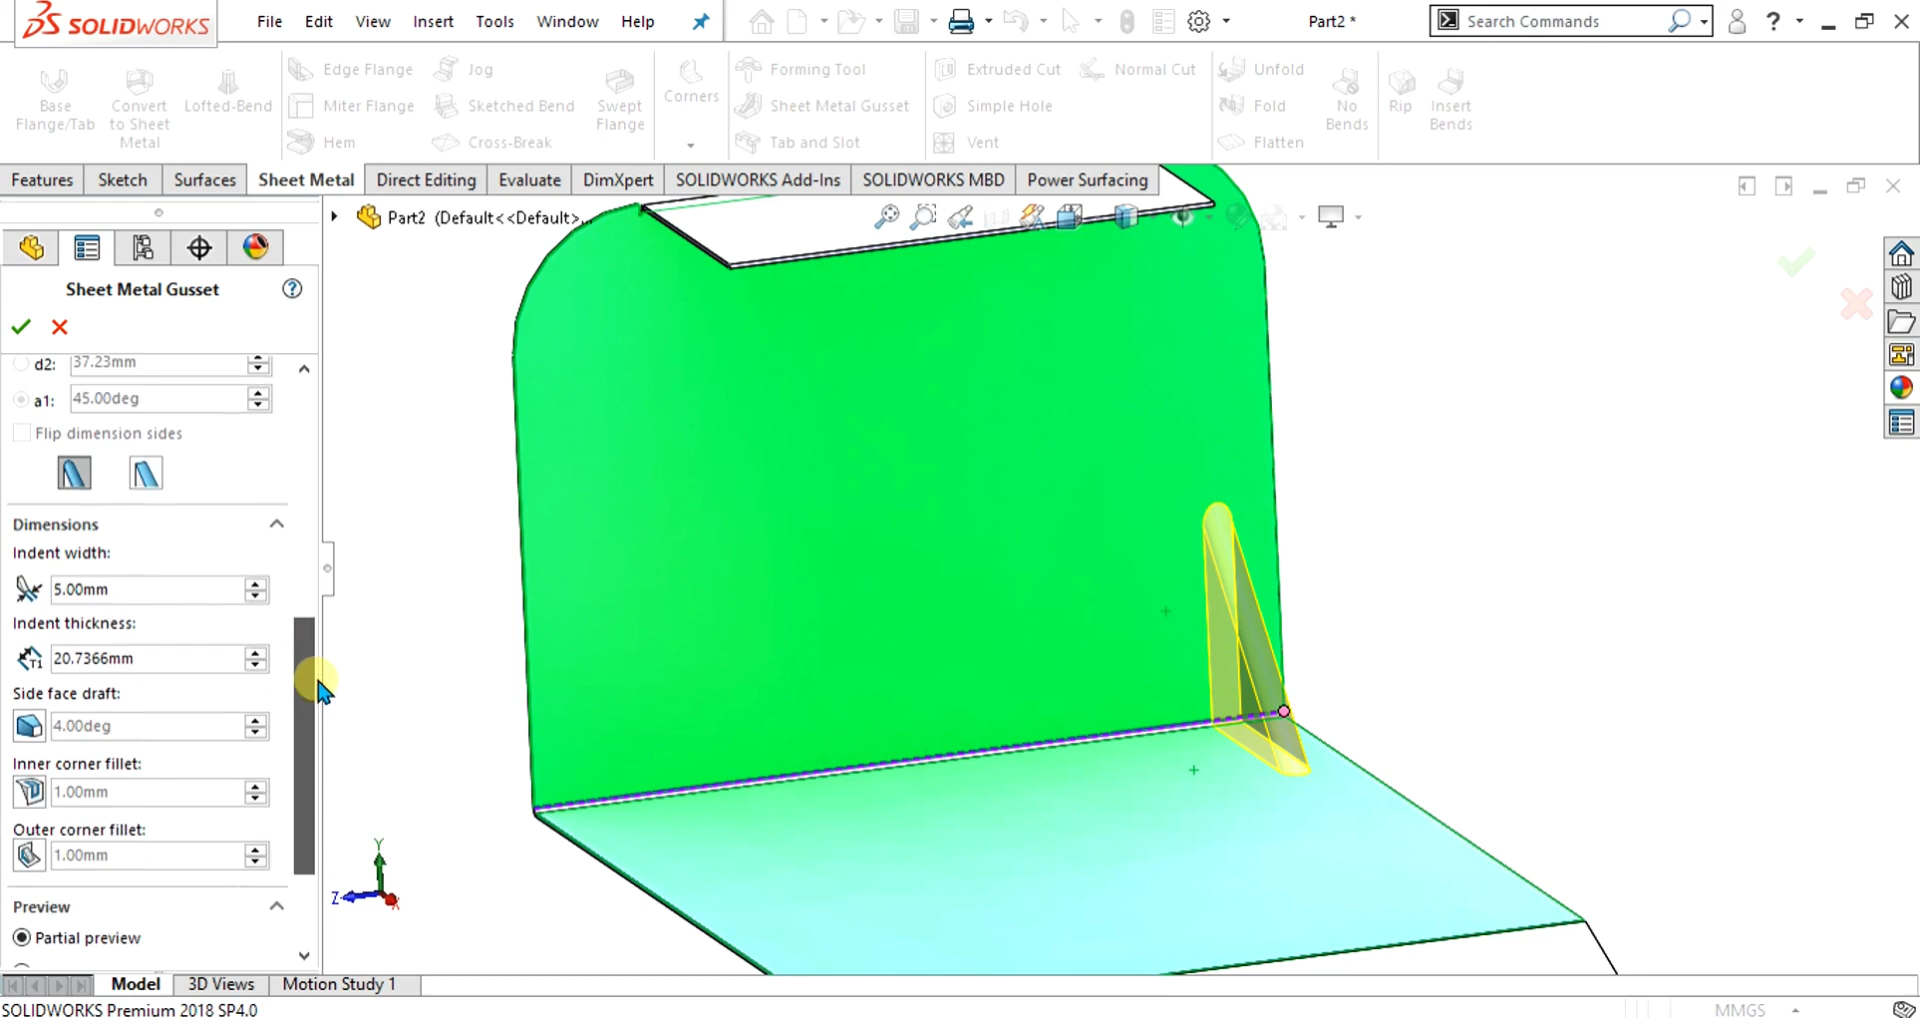 SOLIDWORKS File Edit View Insert Tools Window Help Part2 * Search Commands ?
Base Flange/Tab
Convert to Sheet Metal
Lofted-Bend
Edge Flange
Miter Flange
Hem
Jog
Sketched Bend
Cross-Break
Swept Flange
Corners
Forming Tool
Sheet Metal Gusset
Tab and Slot
Extruded Cut
Simple Hole
Vent
Normal Cut
Unfold
Fold
Flatten
No Bends
Rip
Insert Bends
Features Sketch Surfaces Sheet Metal Direct Editing Evaluate DimXpert SOLIDWORKS Add-Ins SOLIDWORKS MBD Power Surfacing
Part2 (Default<<Default>...
Sheet Metal Gusset ?
d2: 37.23mm
a1: 45.00deg
Flip dimension sides
Dimensions
Indent width:
5.00mm
Indent thickness:
T1 20.7366mm
Side face draft:
4.00deg
Inner corner fillet:
1.00mm
Outer corner fillet:
1.00mm
Preview
Partial preview
Y
Z
X
Model 3D Views Motion Study 1
SOLIDWORKS Premium 2018 SP4.0 MMGS